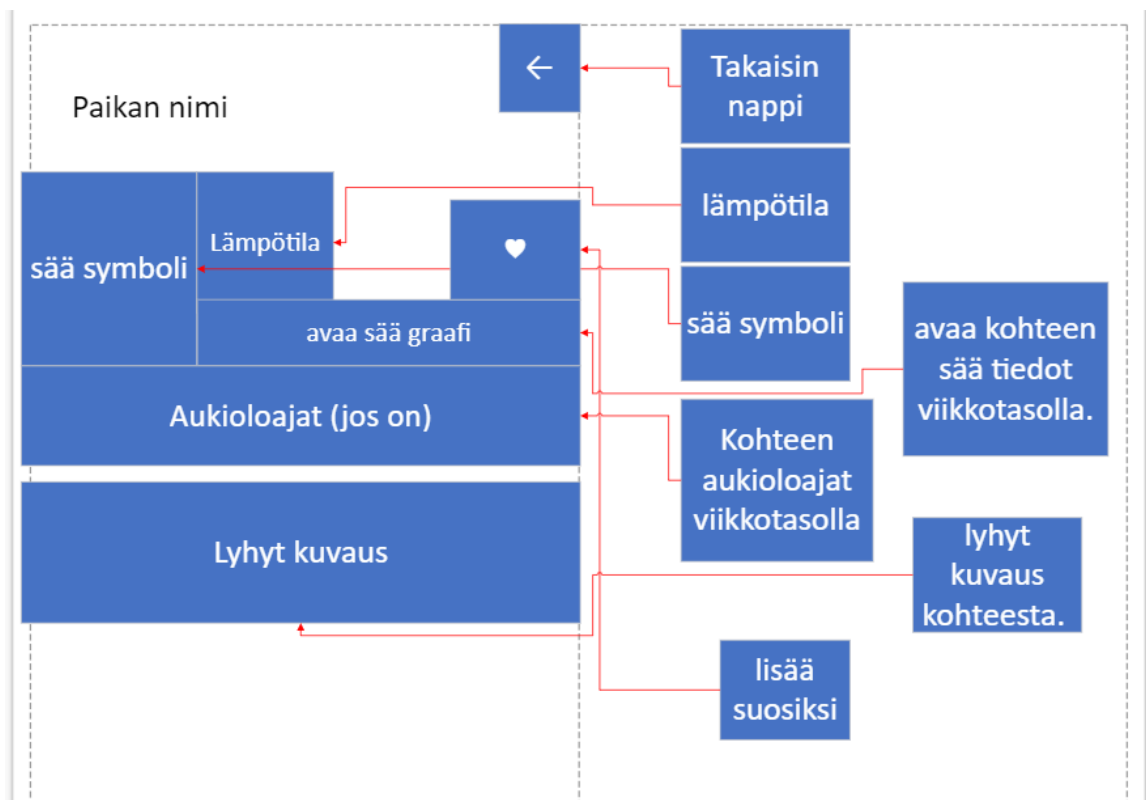 Paikan nimi
Takaisin
nappi
sää symboli
Lämpötila
lämpötila
avaa sää graafi
sää symboli
avaa kohteen
sää tiedot
viikkotasolla.
Aukioloajat (jos on)
Kohteen
aukioloajat
viikkotasolla
Lyhyt kuvaus
lyhyt
kuvaus
kohteesta.
lisää
suosiksi